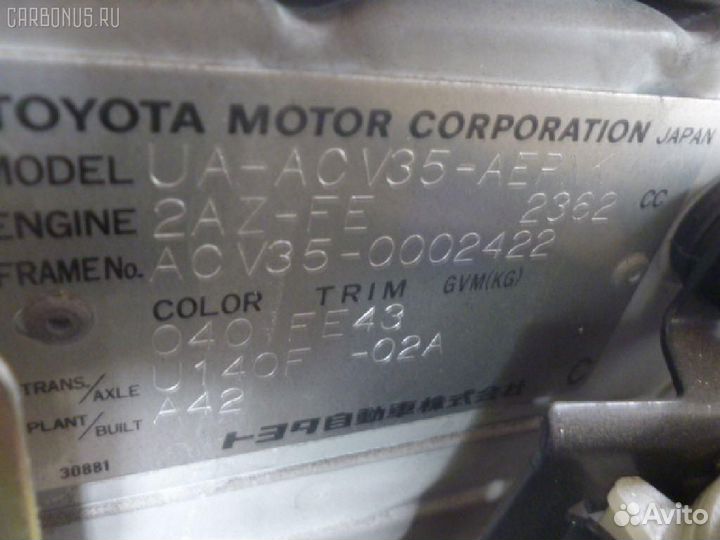 CARBONUS.RU
TOYOTA MOTOR CORPORATION JAPAN
MODEL UA-ACV35-AEPNK
ENGINE 2AZ-FE 2362 CC
FRAME No. ACV35-0002422
COLOR TRIM GVM(KG)
040/FE43
TRANS/AXLE U140F -02A
PLANT/BUILT A42
トヨタ自動車株式会社
30881
C
Avito